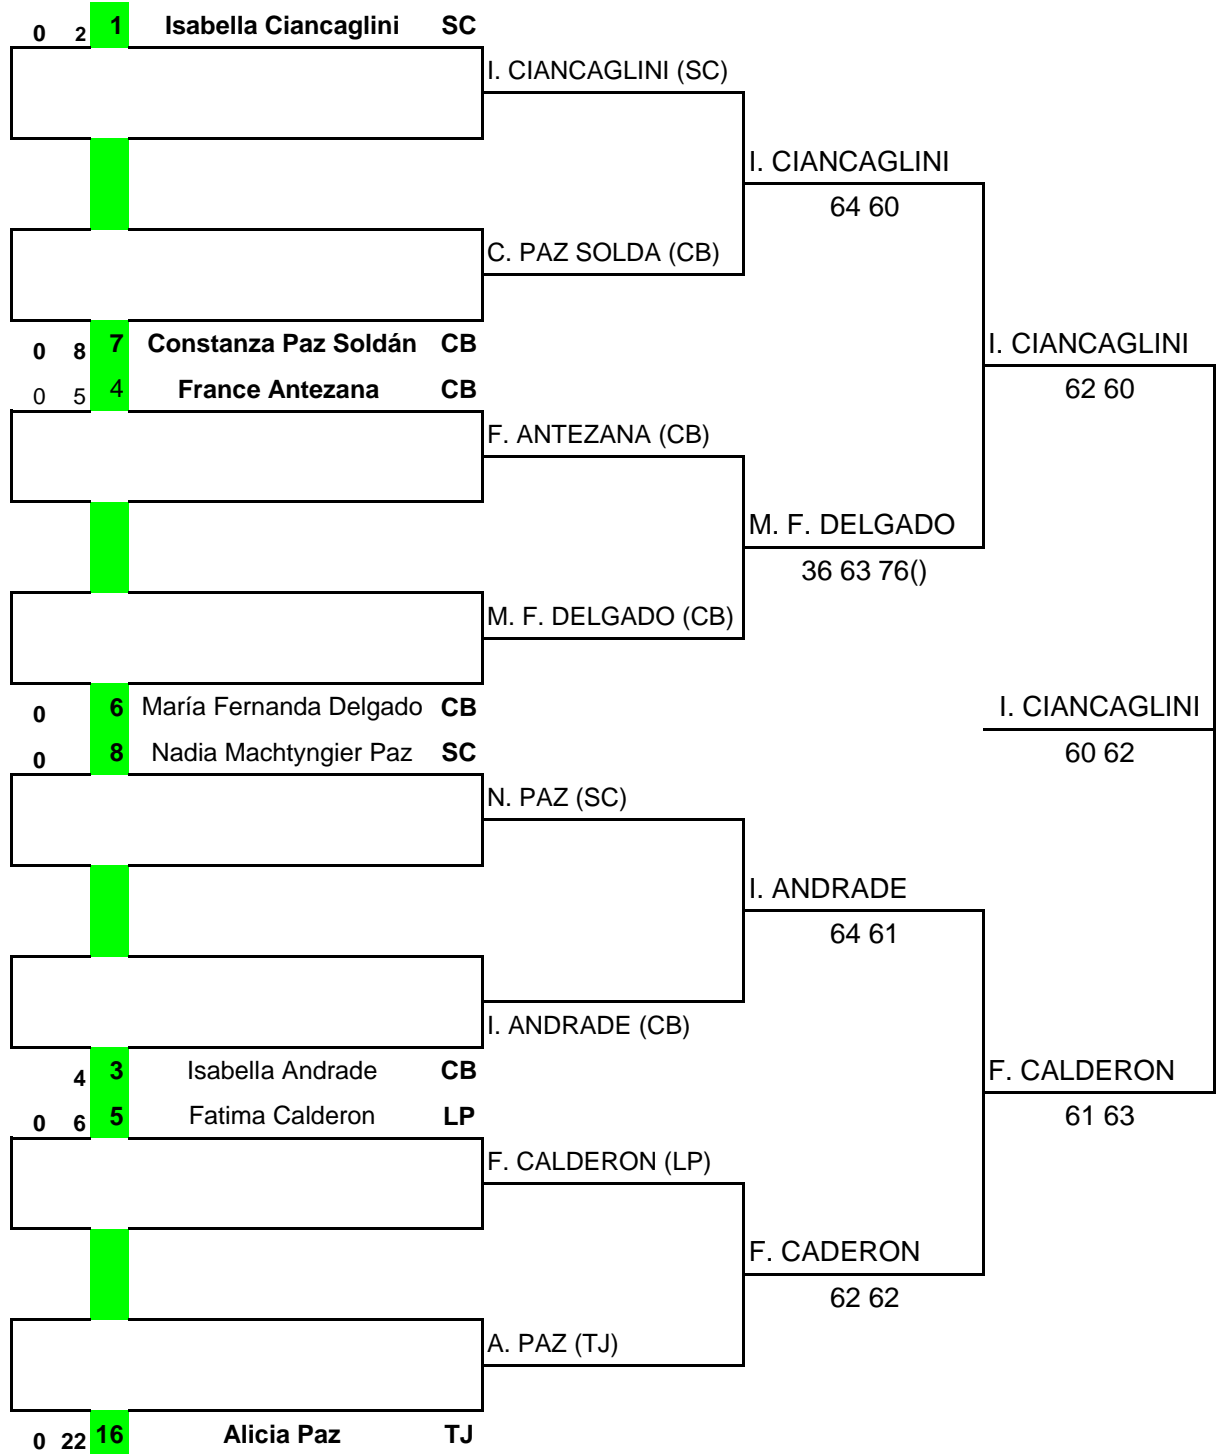 0 2 1 Isabella Ciancaglini SC
I. CIANCAGLINI (SC)
I. CIANCAGLINI
64 60
C. PAZ SOLDA (CB)
0 8 7 Constanza Paz Soldán CB
I. CIANCAGLINI
0 5 4 France Antezana CB
62 60
F. ANTEZANA (CB)
M. F. DELGADO
36 63 76()
M. F. DELGADO (CB)
0 6 María Fernanda Delgado CB
I. CIANCAGLINI
0 8 Nadia Machtyngier Paz SC
60 62
N. PAZ (SC)
I. ANDRADE
64 61
I. ANDRADE (CB)
4 3 Isabella Andrade CB
F. CALDERON
0 6 5 Fatima Calderon LP
61 63
F. CALDERON (LP)
F. CADERON
62 62
A. PAZ (TJ)
0 22 16 Alicia Paz TJ